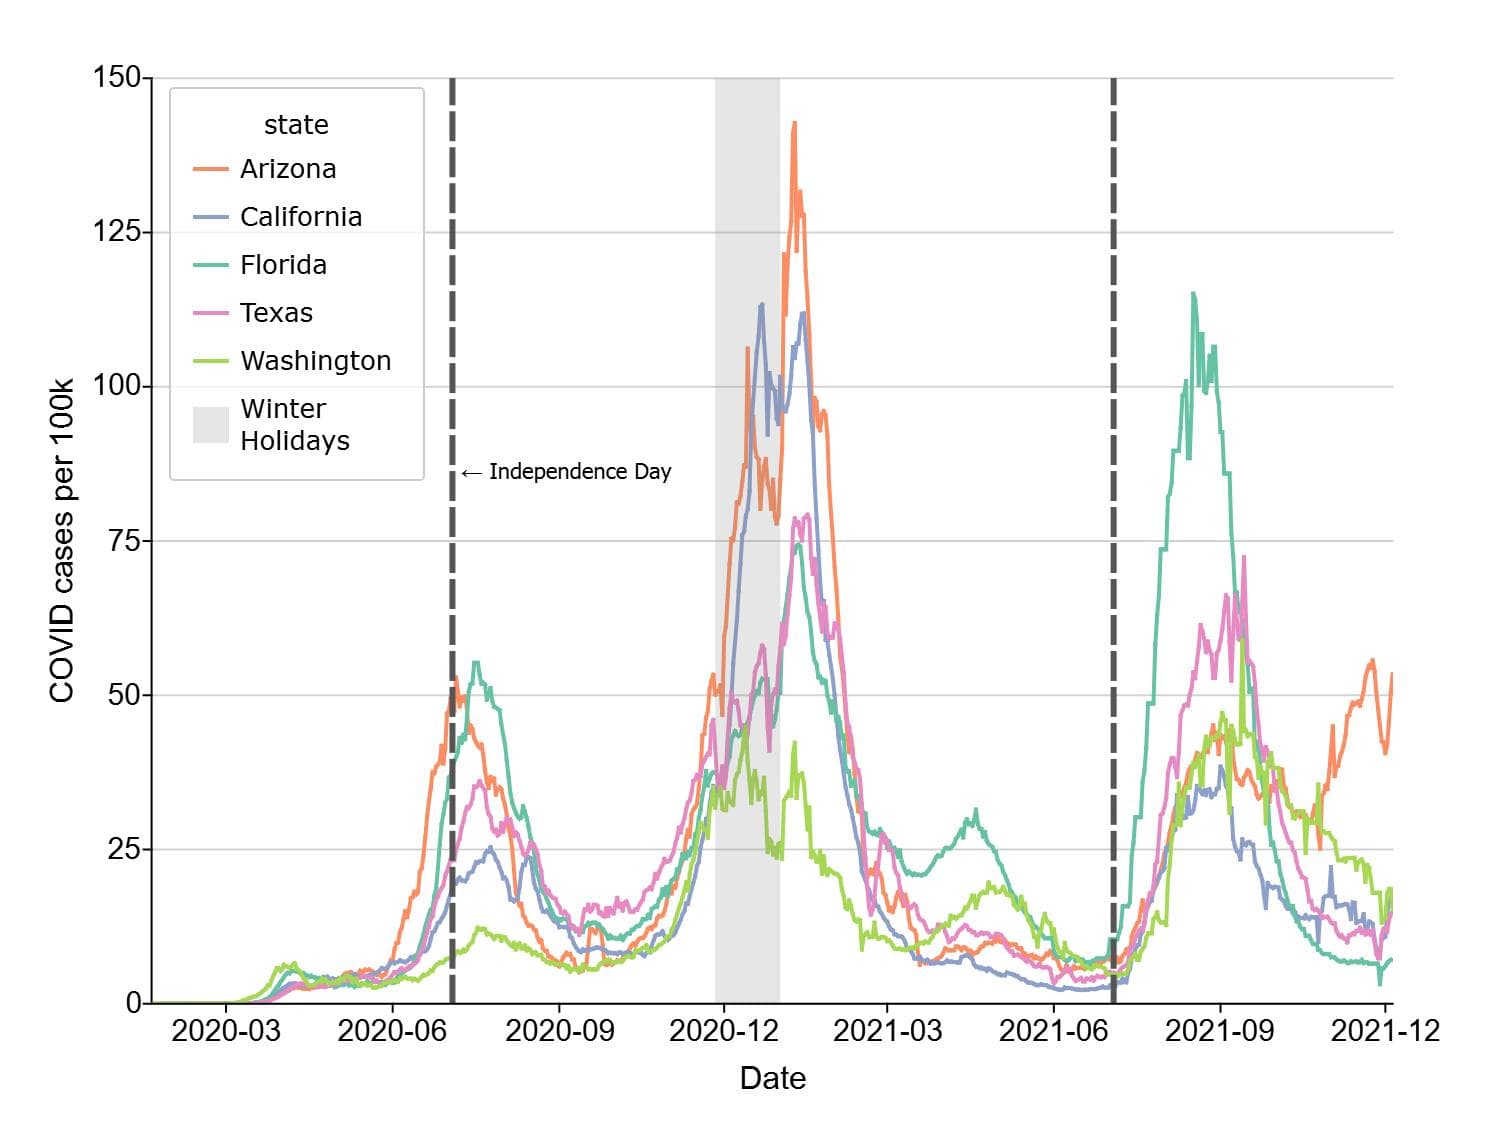 150
125
100
75
50
25
0
COVID cases per 100k
state
Arizona
California
Florida
Texas
Washington
Winter
Holidays
← Independence Day
2020-03 2020-06 2020-09 2020-12 2021-03 2021-06 2021-09 2021-12
Date